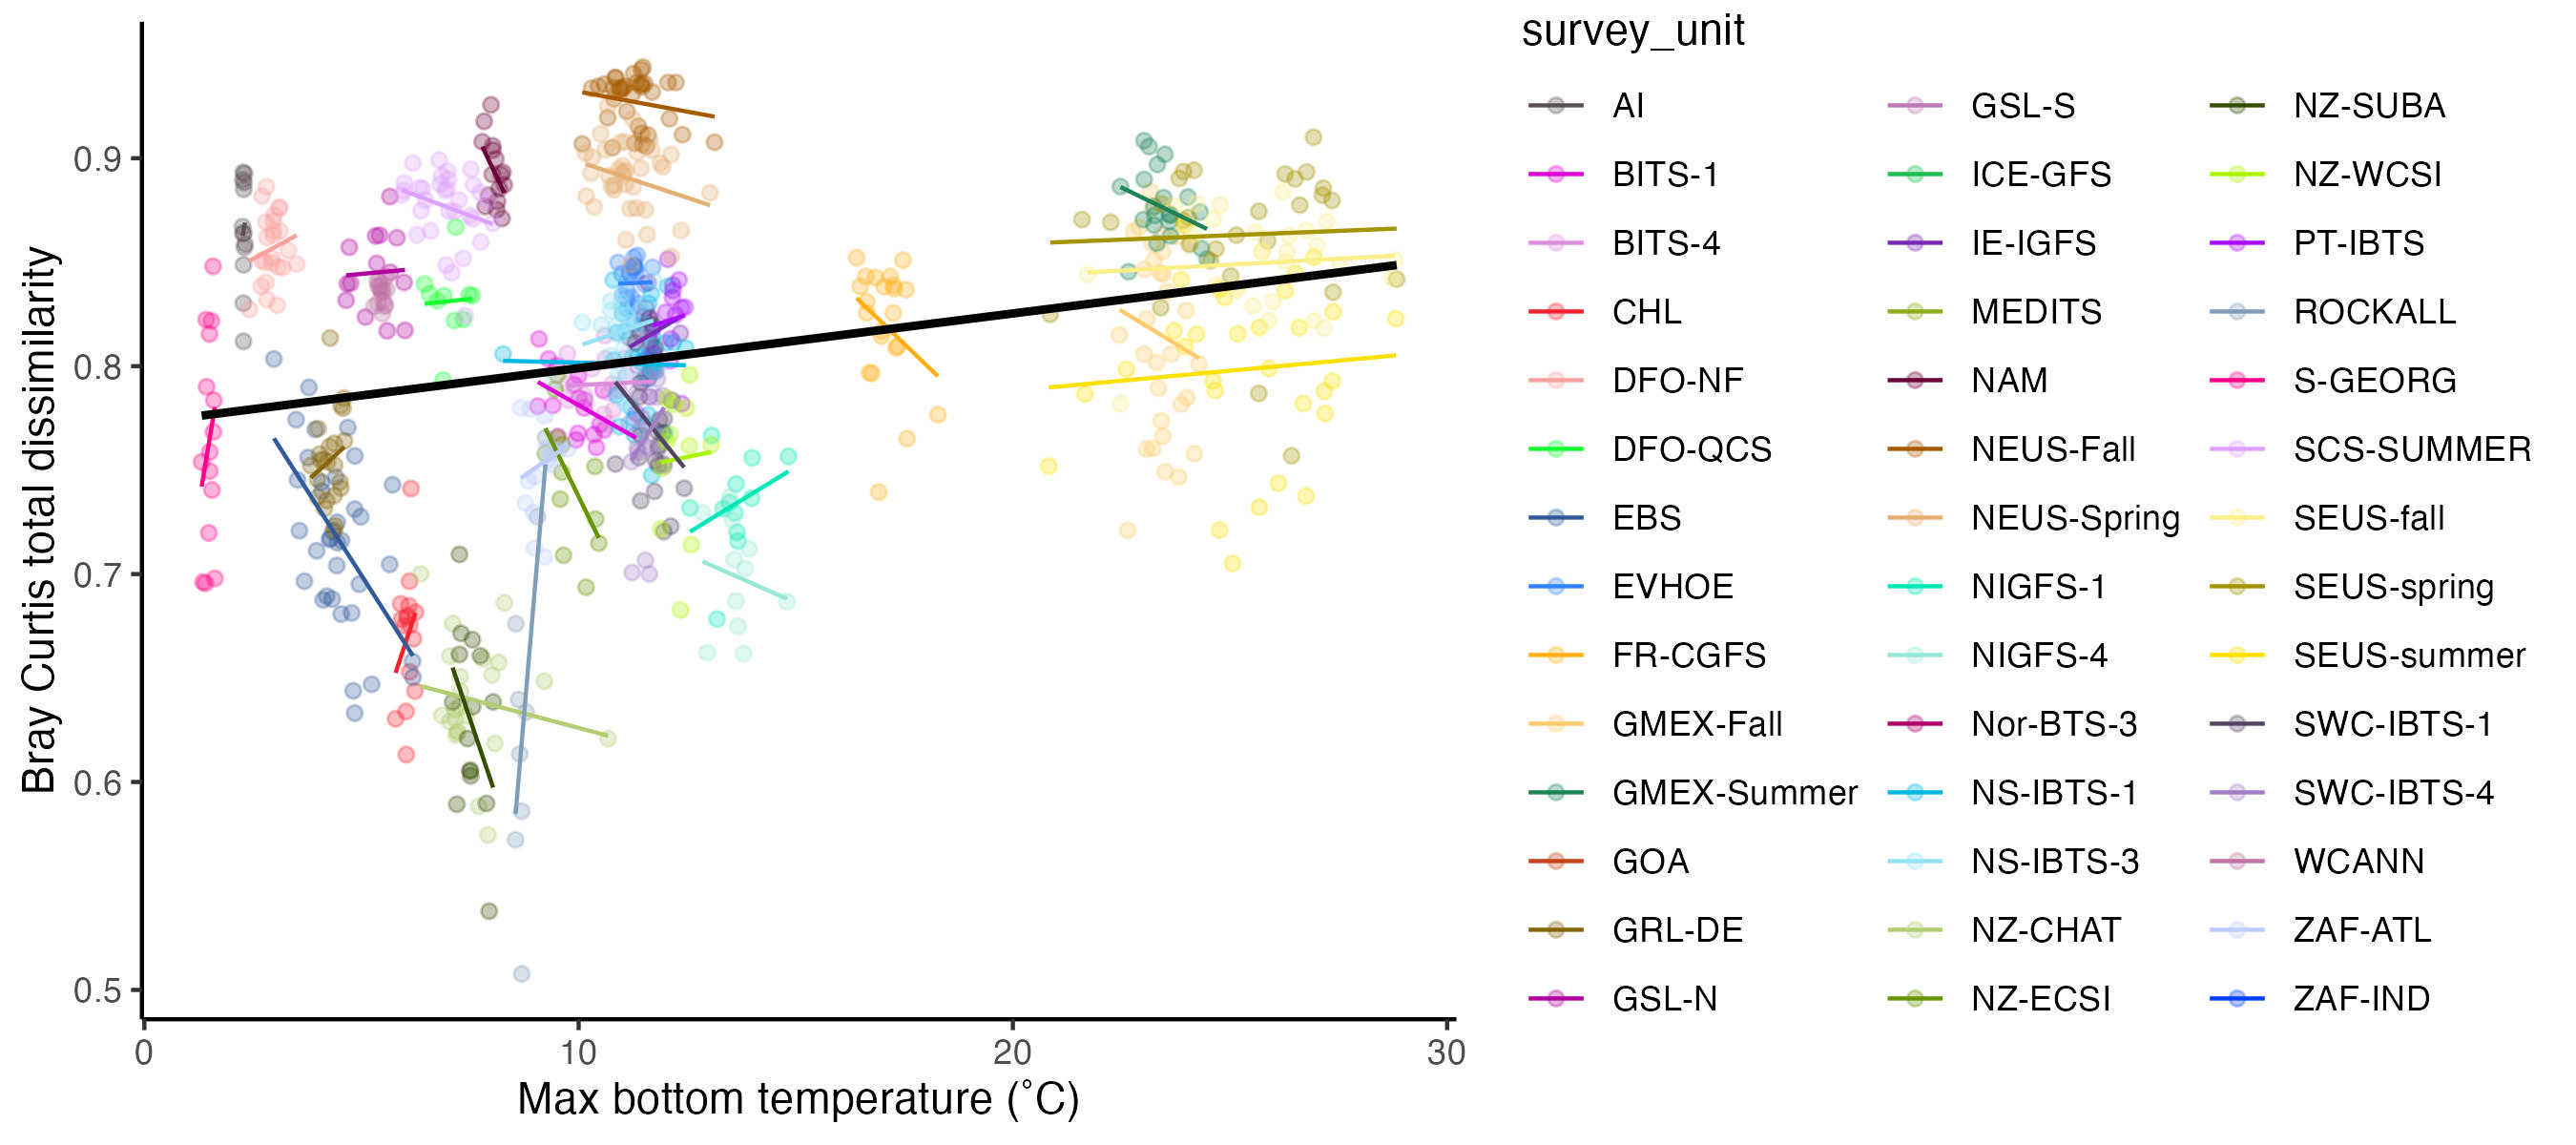 survey_unit
AI
BITS-1
BITS-4
CHL
DFO-NF
DFO-QCS
EBS
EVHOE
FR-CGFS
GMEX-Fall
GMEX-Summer
GOA
GRL-DE
GSL-N
GSL-S
ICE-GFS
IE-IGFS
MEDITS
NAM
NEUS-Fall
NEUS-Spring
NIGFS-1
NIGFS-4
Nor-BTS-3
NS-IBTS-1
NS-IBTS-3
NZ-CHAT
NZ-ECSI
NZ-SUBA
NZ-WCSI
PT-IBTS
ROCKALL
S-GEORG
SCS-SUMMER
SEUS-fall
SEUS-spring
SEUS-summer
SWC-IBTS-1
SWC-IBTS-4
WCANN
ZAF-ATL
ZAF-IND
Bray Curtis total dissimilarity
0.9
0.8
0.7
0.6
0.5
0 10 20 30
Max bottom temperature (˚C)